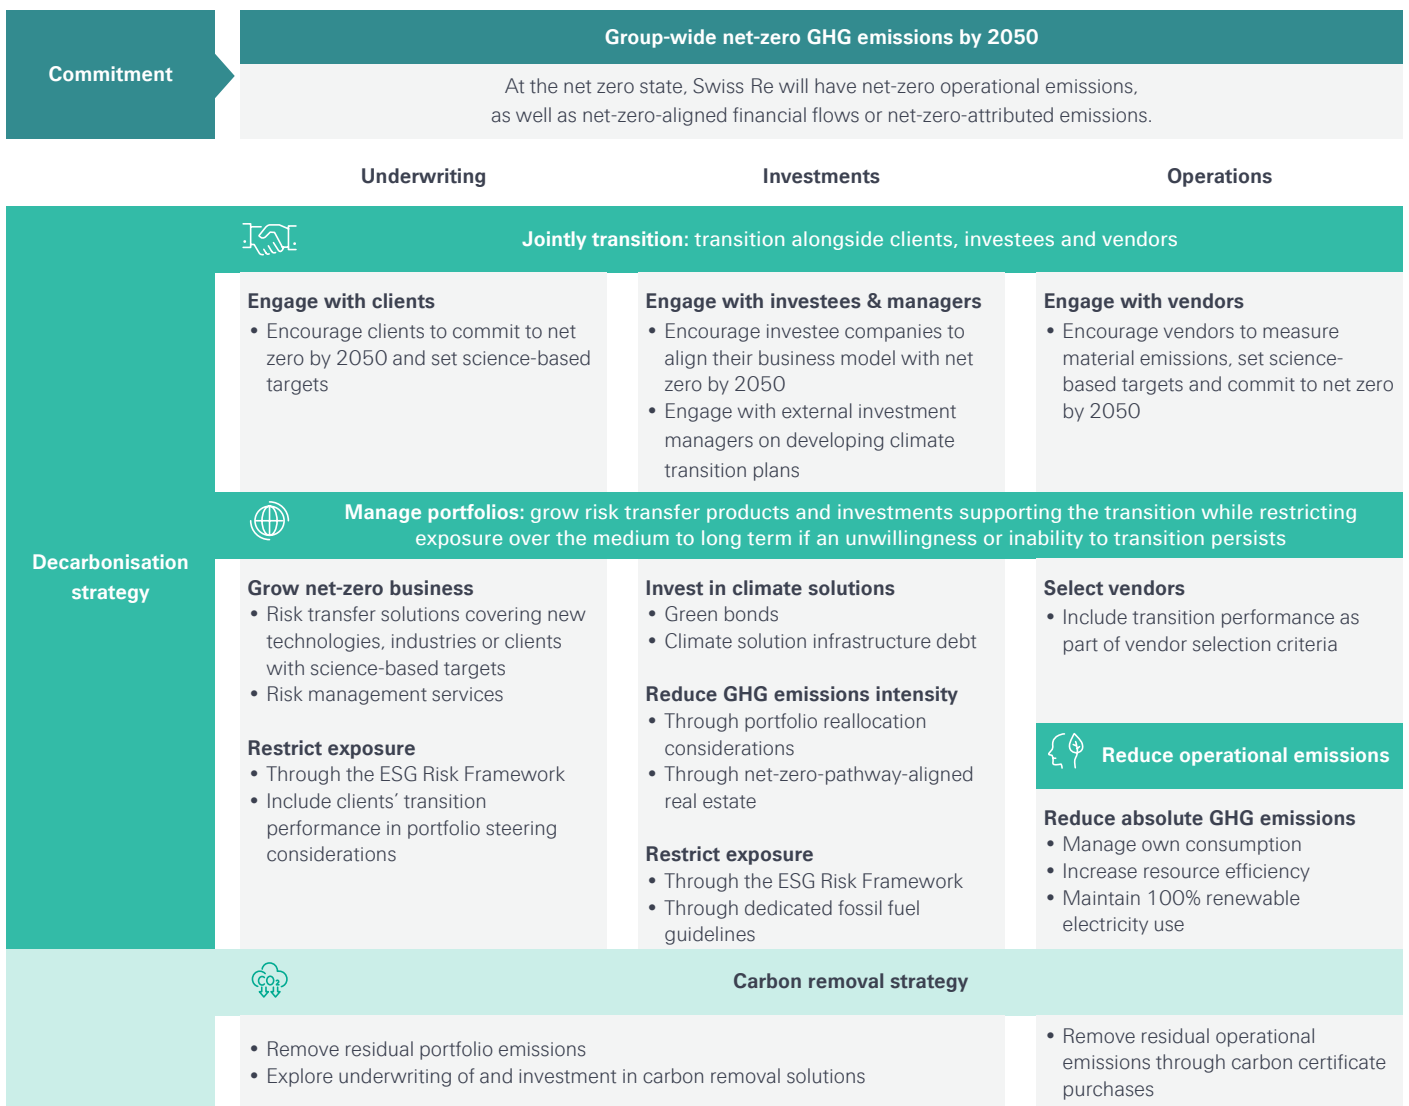 Commitment
Group-wide net-zero GHG emissions by 2050
At the net zero state, Swiss Re will have net-zero operational emissions,
as well as net-zero-aligned financial flows or net-zero-attributed emissions.
Underwriting
Investments
Operations
Decarbonisation
strategy
Jointly transition: transition alongside clients, investees and vendors
Engage with clients
• Encourage clients to commit to net
zero by 2050 and set science-based
targets
Engage with investees & managers
• Encourage investee companies to
align their business model with net
zero by 2050
• Engage with external investment
managers on developing climate
transition plans
Engage with vendors
• Encourage vendors to measure
material emissions, set science-
based targets and commit to net zero
by 2050
Manage portfolios: grow risk transfer products and investments supporting the transition while restricting
exposure over the medium to long term if an unwillingness or inability to transition persists
Grow net-zero business
• Risk transfer solutions covering new
technologies, industries or clients
with science-based targets
• Risk management services
Restrict exposure
• Through the ESG Risk Framework
• Include clients’ transition
performance in portfolio steering
considerations
Invest in climate solutions
• Green bonds
• Climate solution infrastructure debt
Reduce GHG emissions intensity
• Through portfolio reallocation
considerations
• Through net-zero-pathway-aligned
real estate
Restrict exposure
• Through the ESG Risk Framework
• Through dedicated fossil fuel
guidelines
Select vendors
• Include transition performance as
part of vendor selection criteria
Reduce operational emissions
Reduce absolute GHG emissions
• Manage own consumption
• Increase resource efficiency
• Maintain 100% renewable
electricity use
CO₂
Carbon removal strategy
• Remove residual portfolio emissions
• Explore underwriting of and investment in carbon removal solutions
• Remove residual operational
emissions through carbon certificate
purchases